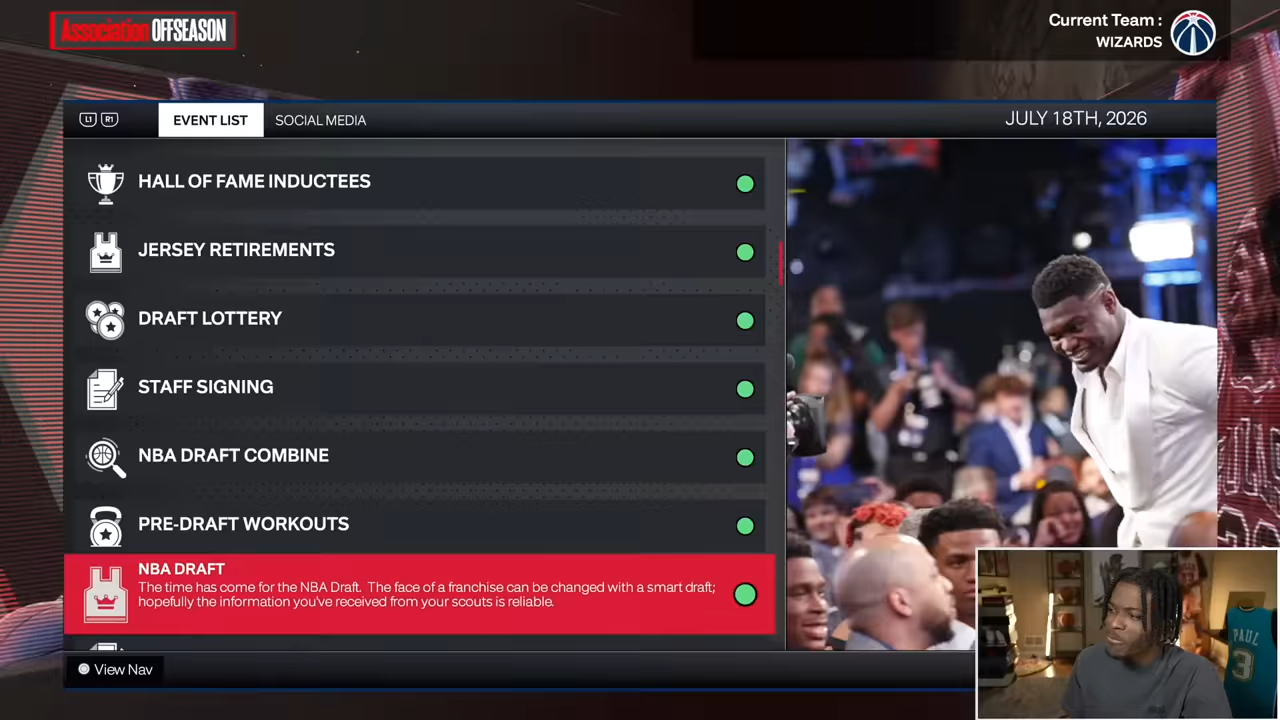 Association OFFSEASON
Current Team :
WIZARDS
L1 R1
EVENT LIST
SOCIAL MEDIA
JULY 18TH, 2026
HALL OF FAME INDUCTEES
JERSEY RETIREMENTS
DRAFT LOTTERY
STAFF SIGNING
NBA DRAFT COMBINE
PRE-DRAFT WORKOUTS
NBA DRAFT
The time has come for the NBA Draft. The face of a franchise can be changed with a smart draft;
hopefully the information you've received from your scouts is reliable.
View Nav
PAUL
3